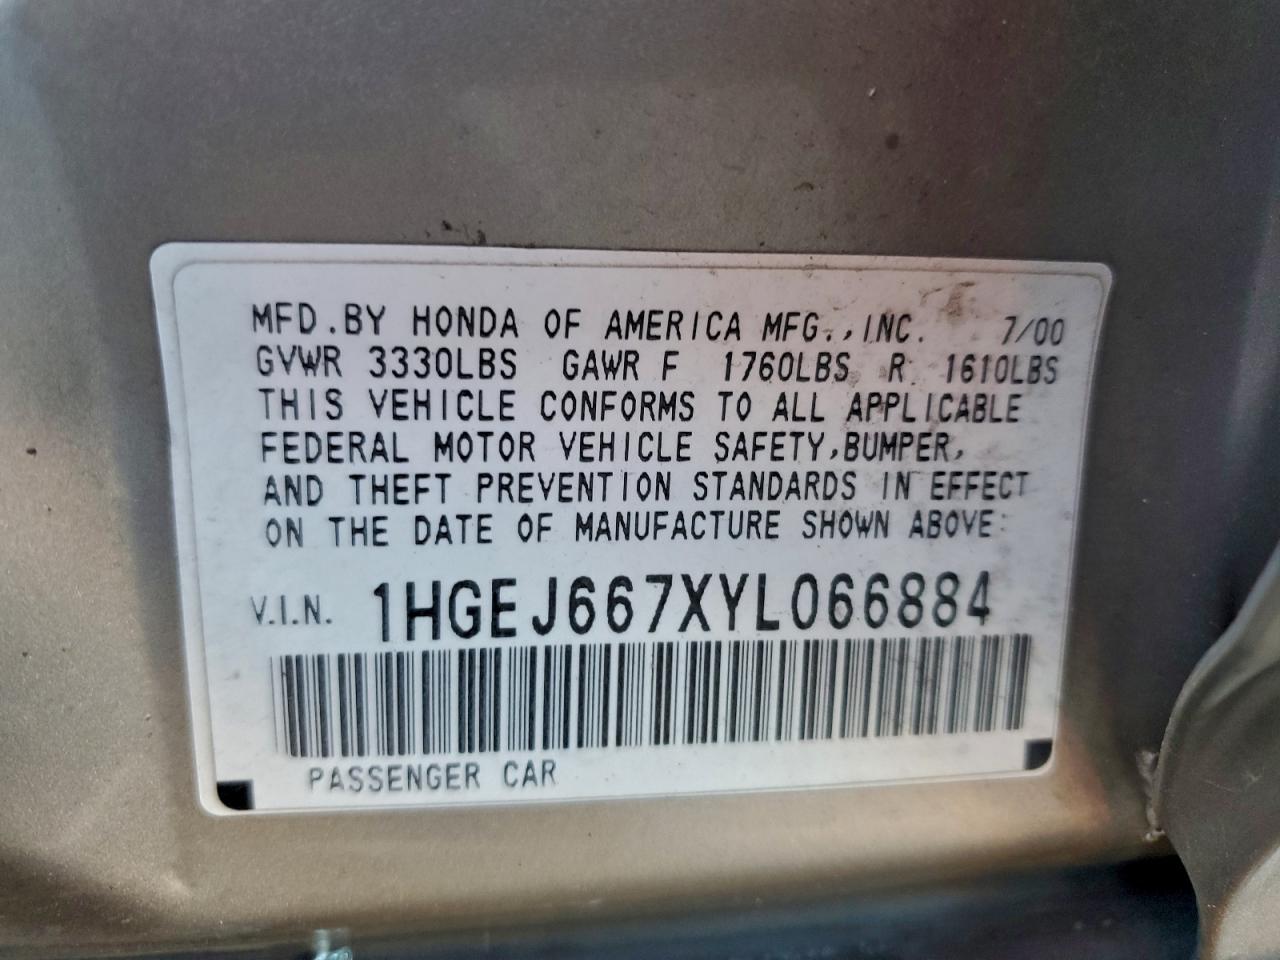 MFD.BY HONDA OF AMERICA MFG.,INC. 7/00
GVWR 3330LBS GAWR F 1760LBS R 1610LBS
THIS VEHICLE CONFORMS TO ALL APPLICABLE
FEDERAL MOTOR VEHICLE SAFETY,BUMPER,
AND THEFT PREVENTION STANDARDS IN EFFECT
ON THE DATE OF MANUFACTURE SHOWN ABOVE:
V.I.N. 1HGEJ667XYL066884
PASSENGER CAR